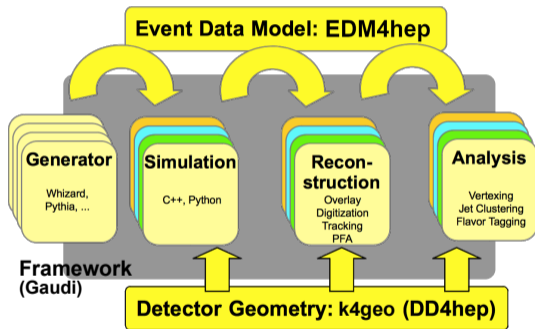 Event Data Model: EDM4hep
Generator
Whizard,
Pythia, ...
Simulation
C++, Python
Recon-
struction
Overlay
Digitization
Tracking
PFA
Analysis
Vertexing
Jet Clustering
Flavor Tagging
Framework
(Gaudi)
Detector Geometry: k4geo (DD4hep)